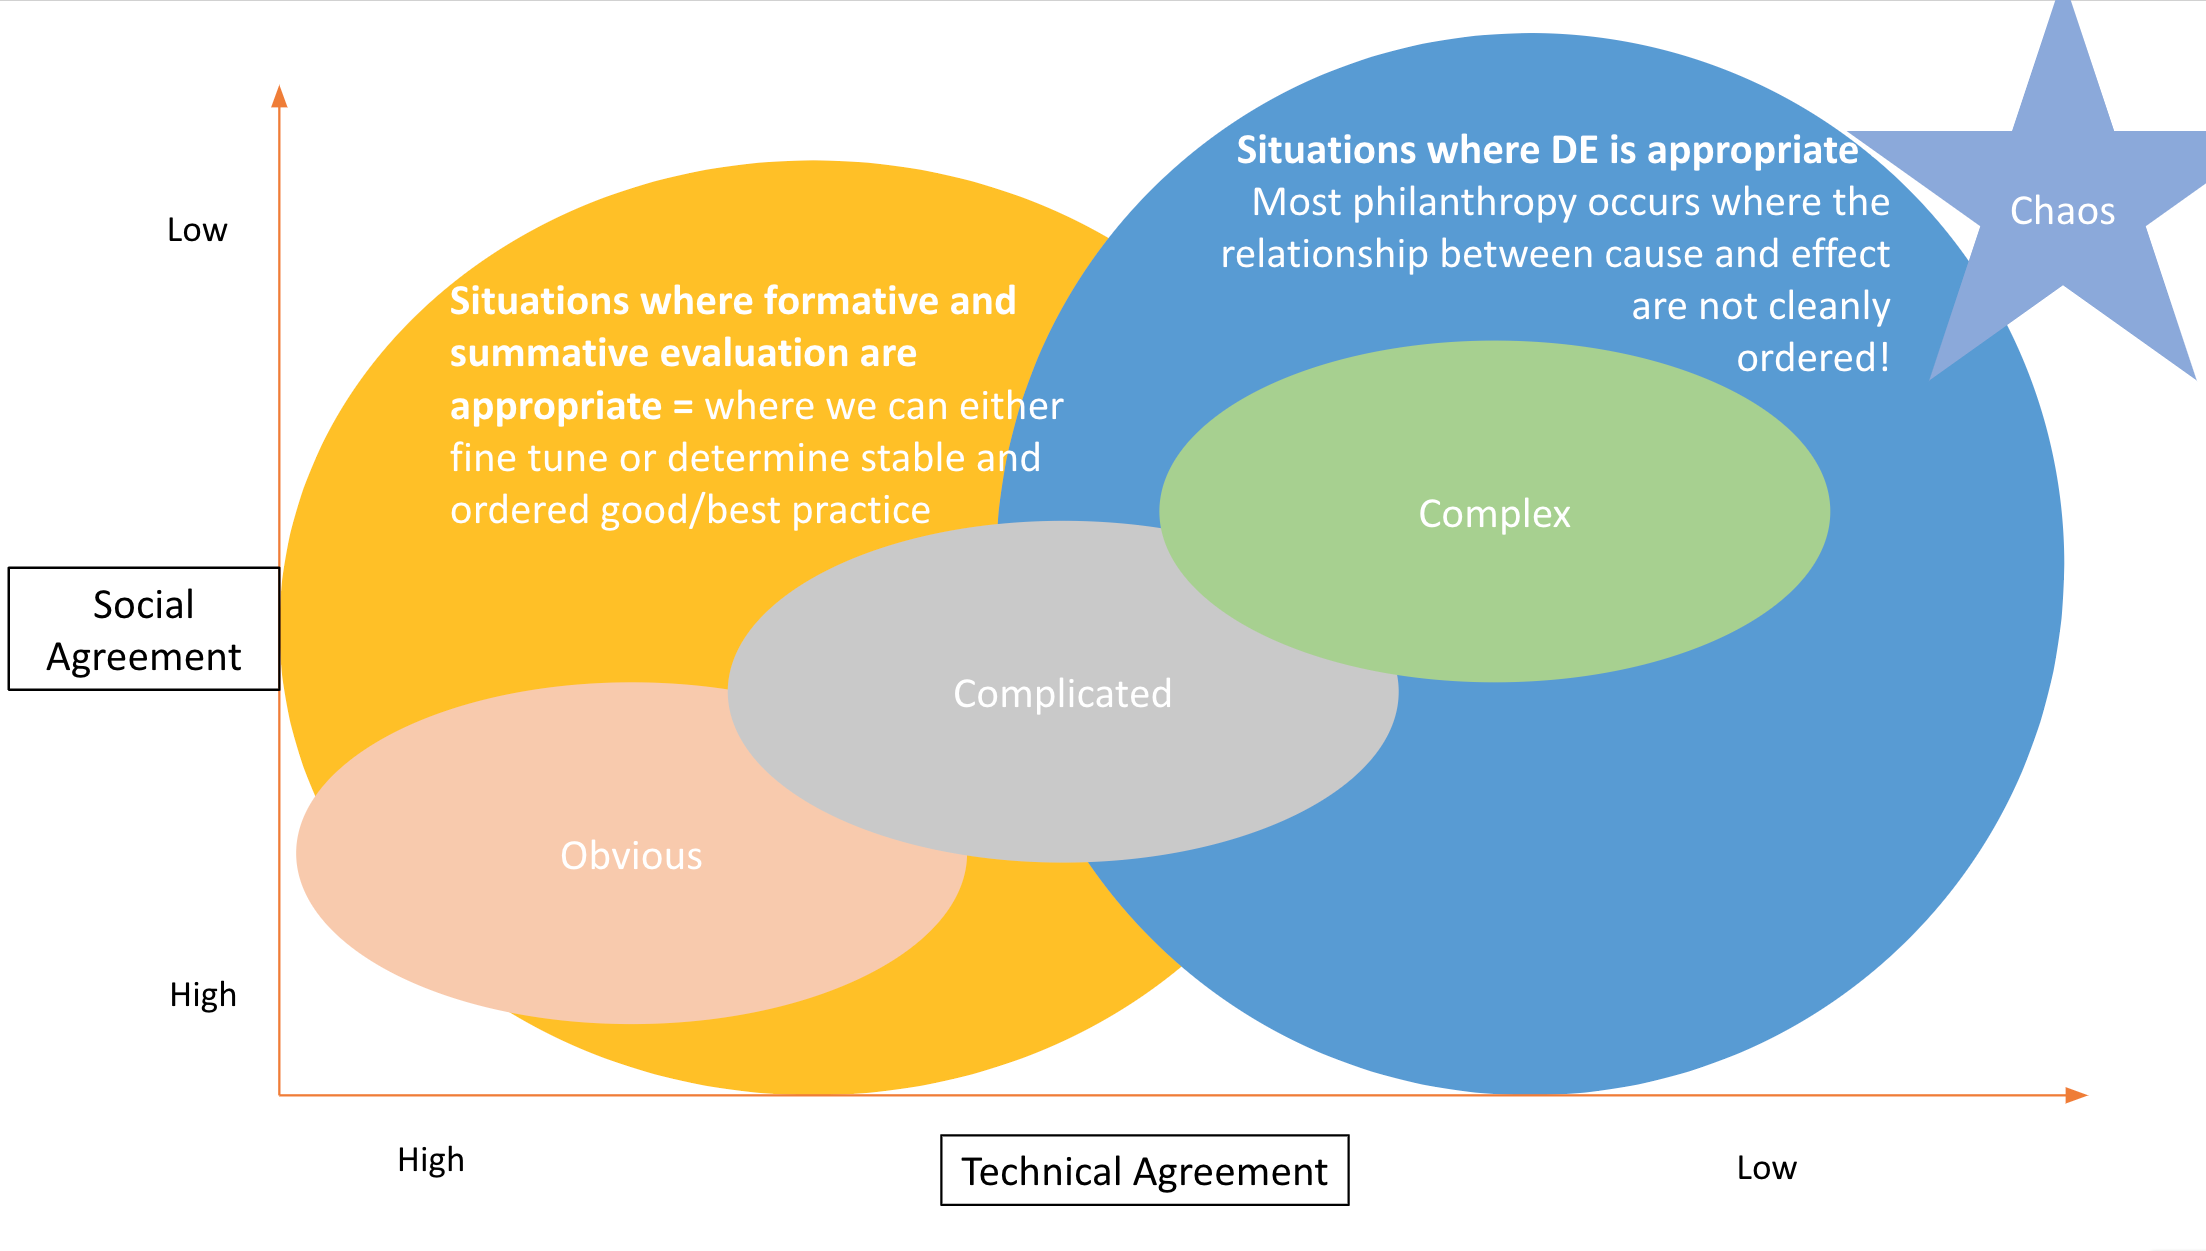 Situations where DE is appropriate
Most philanthropy occurs where the
relationship between cause and effect
are not cleanly
ordered!
Chaos
Low
Situations where formative and
summative evaluation are
appropriate = where we can either
fine tune or determine stable and
ordered good/best practice
Complex
Social
Agreement
Complicated
Obvious
High
High
Technical Agreement
Low